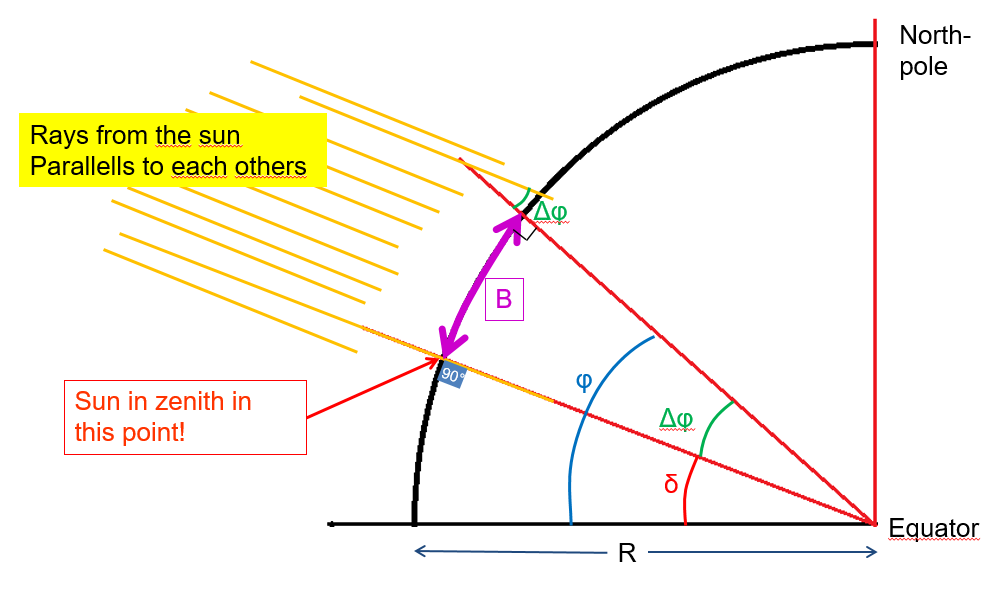 North-
pole
Rays from the sun
Parallells to each others
Δφ
B
90°
Sun in zenith in
this point!
φ
Δφ
δ
Equator
R